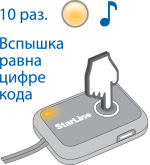 10 раз.
Вспышка
равна
цифре
кода
StarLine